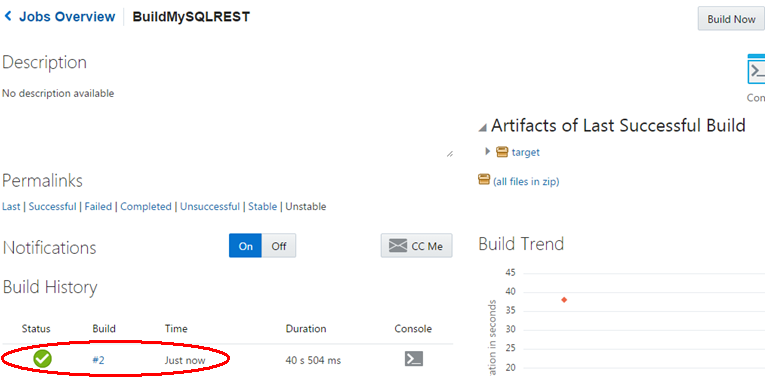 Jobs Overview BuildMySQLREST
Build Now
Description
No description available
Artifacts of Last Successful Build
target
(all files in zip)
Permalinks
Last | Successful | Failed | Completed | Unsuccessful | Stable | Unstable
Notifications
On Off
CC Me
Build History
Status Build Time Duration Console
#2 Just now 40 s 504 ms
Build Trend
45
40
35
30
25
20
in seconds